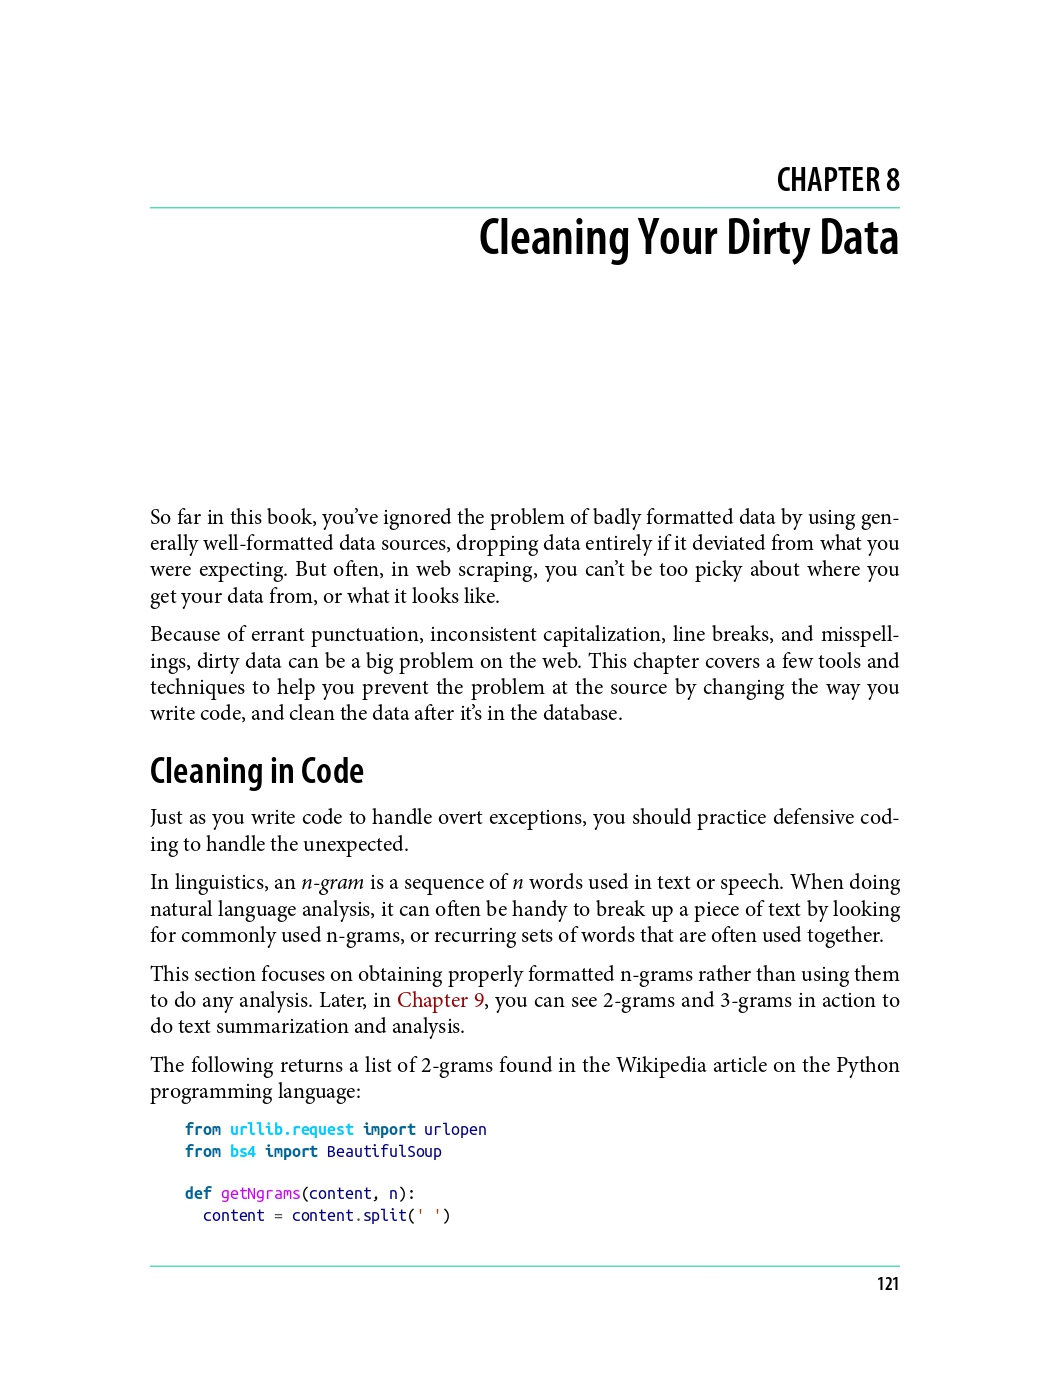 CHAPTER 8
Cleaning Your Dirty Data
So far in this book, you’ve ignored the problem of badly formatted data by using gen-
erally well-formatted data sources, dropping data entirely if it deviated from what you
were expecting. But often, in web scraping, you can’t be too picky about where you
get your data from, or what it looks like.
Because of errant punctuation, inconsistent capitalization, line breaks, and misspell-
ings, dirty data can be a big problem on the web. This chapter covers a few tools and
techniques to help you prevent the problem at the source by changing the way you
write code, and clean the data after it’s in the database.
Cleaning in Code
Just as you write code to handle overt exceptions, you should practice defensive cod-
ing to handle the unexpected.
In linguistics, an n-gram is a sequence of n words used in text or speech. When doing
natural language analysis, it can often be handy to break up a piece of text by looking
for commonly used n-grams, or recurring sets of words that are often used together.
This section focuses on obtaining properly formatted n-grams rather than using them
to do any analysis. Later, in Chapter 9, you can see 2-grams and 3-grams in action to
do text summarization and analysis.
The following returns a list of 2-grams found in the Wikipedia article on the Python
programming language:
from urllib.request import urlopen
from bs4 import BeautifulSoup
def getNgrams(content, n):
  content = content.split(' ')
121